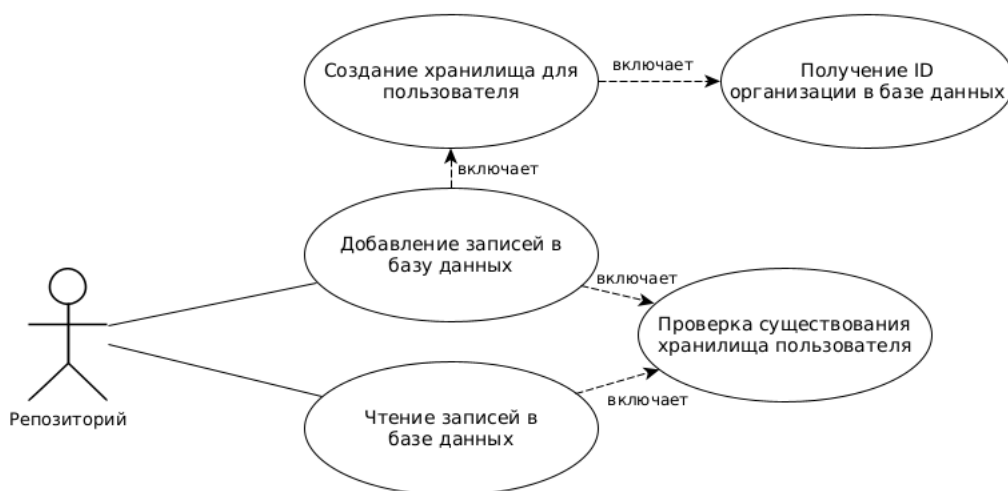 Создание хранилища для
пользователя
включает
Получение ID
организации в базе данных
включает
Добавление записей в
базу данных
включает
Проверка существования
хранилища пользователя
включает
Чтение записей в
базе данных
Репозиторий